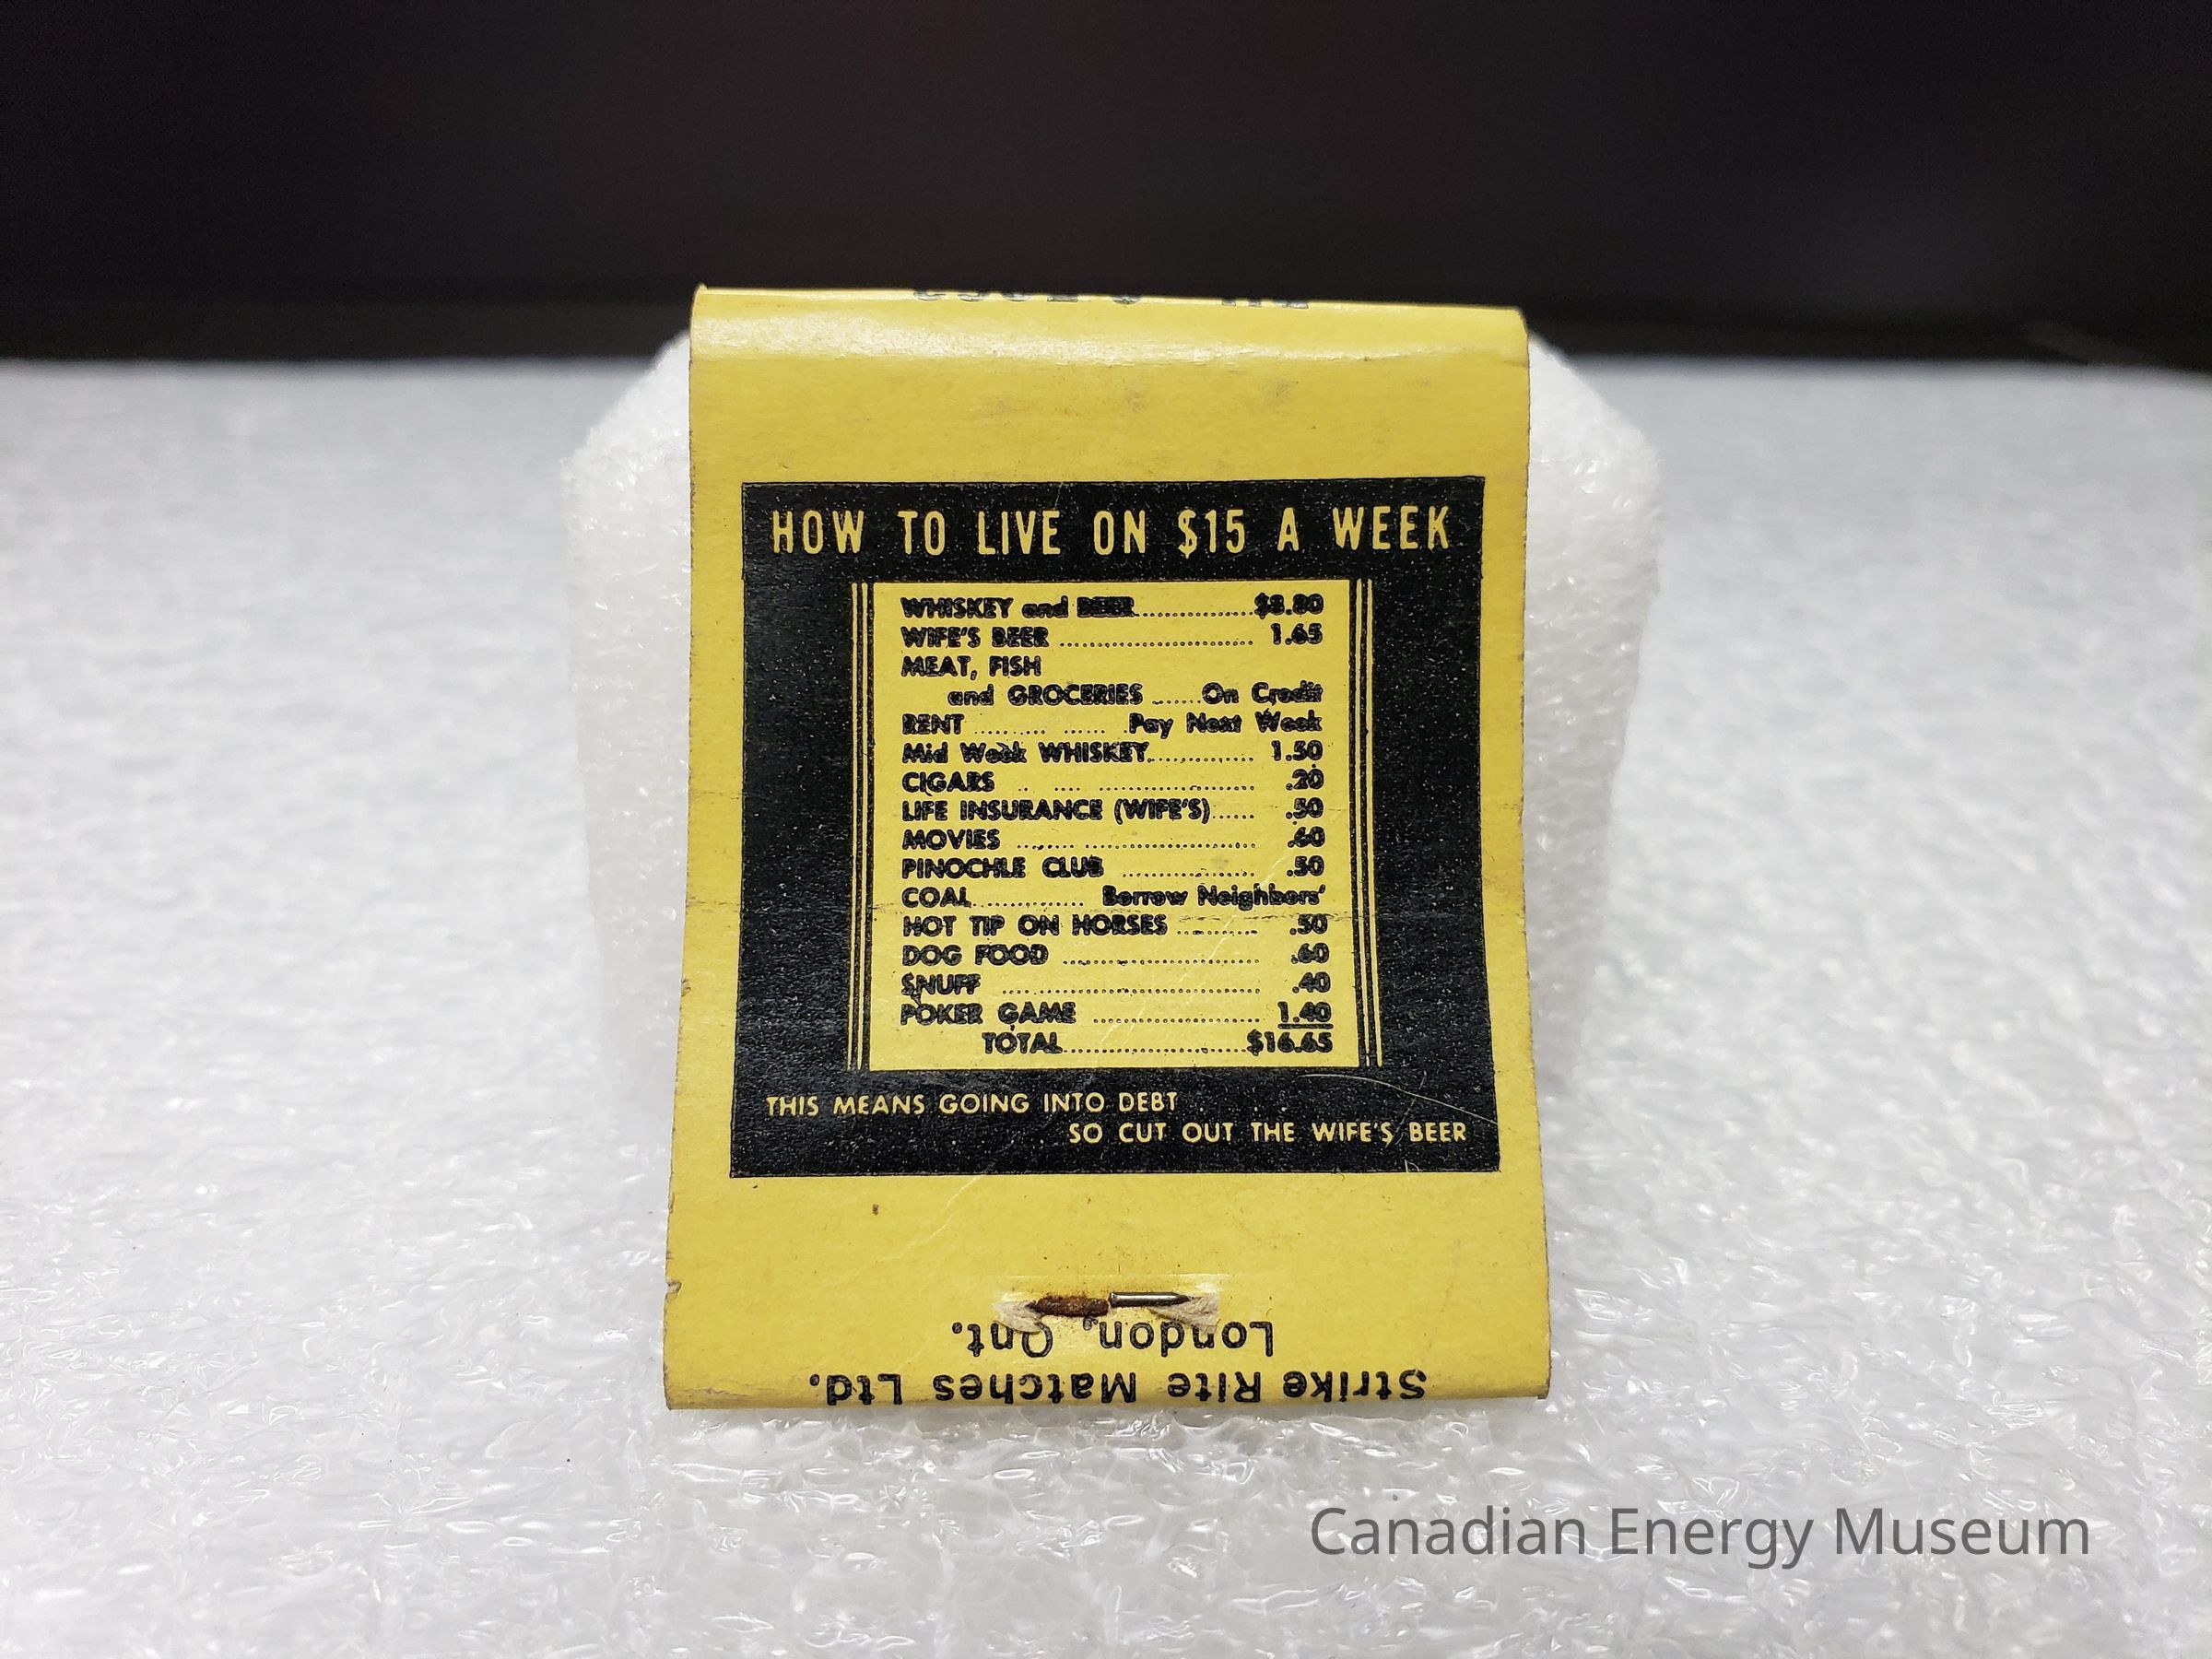 HOW TO LIVE ON $15 A WEEK
WHISKEY and BEER..............$8.80
WIFE'S BEER .............................. 1.65
MEAT, FISH
and GROCERIES .......On Credit
RENT .......... ...... Pay Next Week
Mid Week WHISKEY................ 1.50
CIGARS .. .... ........................ .20
LIFE INSURANCE (WIFE'S)...... .50
MOVIES ........ .......................... .60
PINOCHLE CLUB ................... .50
COAL................ Borrow Neighbors'
HOT TIP ON HORSES ............ .50
DOG FOOD .............................. .60
SNUFF ...................................... .40
POKER GAME ......................... 1.40
TOTAL............................$16.65
THIS MEANS GOING INTO DEBT
SO CUT OUT THE WIFE'S BEER
Strike Rite Matches Ltd.
London, Ont.
Canadian Energy Museum